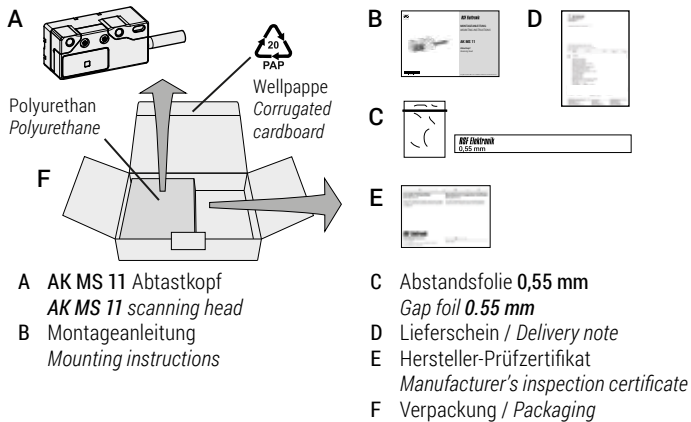 A
20
PAP
Polyurethan
Polyurethane
Wellpappe
Corrugated
cardboard
F
A AK MS 11 Abtastkopf
AK MS 11 scanning head
B Montageanleitung
Mounting instructions
B
AK MS 11
D
C
RSF Elektronik
0,55 mm
E
C Abstandsfolie 0,55 mm
Gap foil 0.55 mm
D Lieferschein / Delivery note
E Hersteller-Prüfzertifikat
Manufacturer's inspection certificate
F Verpackung / Packaging